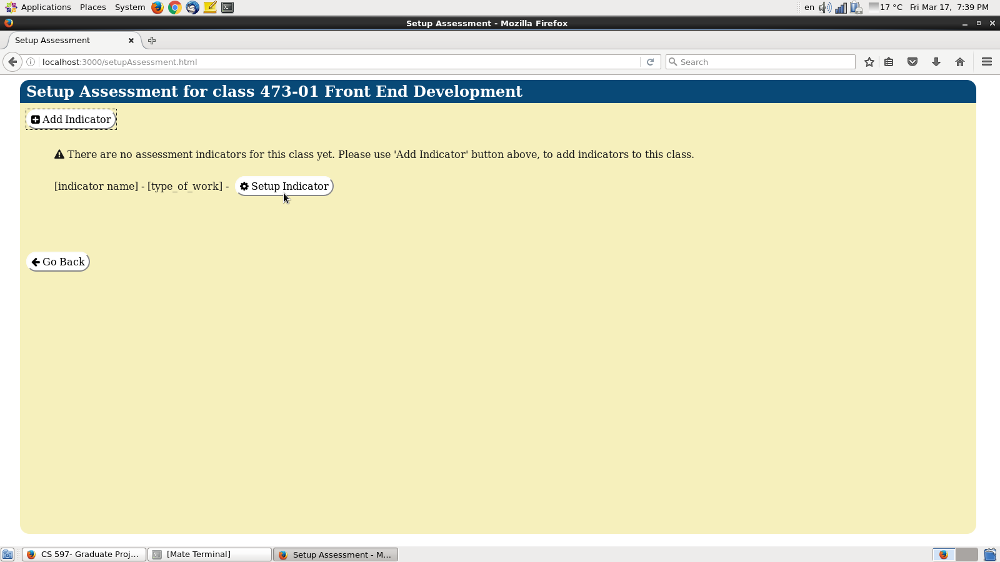 Applications Places System en 17 °C Fri Mar 17, 7:39 PM
Setup Assessment - Mozilla Firefox
Setup Assessment
localhost:3000/setupAssessment.html Search
Setup Assessment for class 473-01 Front End Development
Add Indicator
There are no assessment indicators for this class yet. Please use 'Add Indicator' button above, to add indicators to this class.
[indicator name] - [type_of_work] - Setup Indicator
Go Back
CS 597- Graduate Proj... [Mate Terminal] Setup Assessment - M...